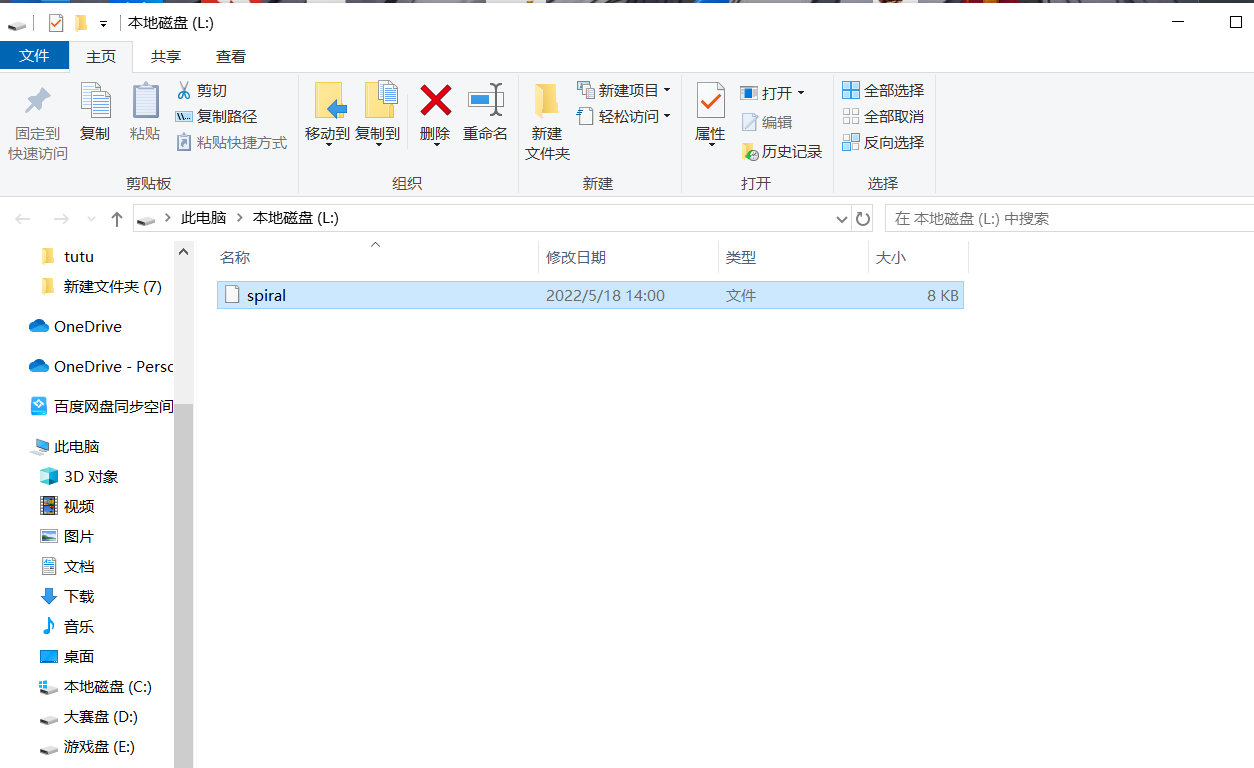 本地磁盘 (L:)
文件 主页 共享 查看
固定到快速访问
复制
粘贴
剪切
复制路径
粘贴快捷方式
剪贴板
移动到
复制到
删除
重命名
组织
新建文件夹
新建项目
轻松访问
新建
属性
打开
编辑
历史记录
打开
全部选择
全部取消
反向选择
选择
此电脑 本地磁盘 (L:)
在 本地磁盘 (L:) 中搜索
名称 修改日期 类型 大小
spiral 2022/5/18 14:00 文件 8 KB
tutu
新建文件夹 (7)
OneDrive
OneDrive - Persc
百度网盘同步空间
此电脑
3D 对象
视频
图片
文档
下载
音乐
桌面
本地磁盘 (C:)
大赛盘 (D:)
游戏盘 (E:)